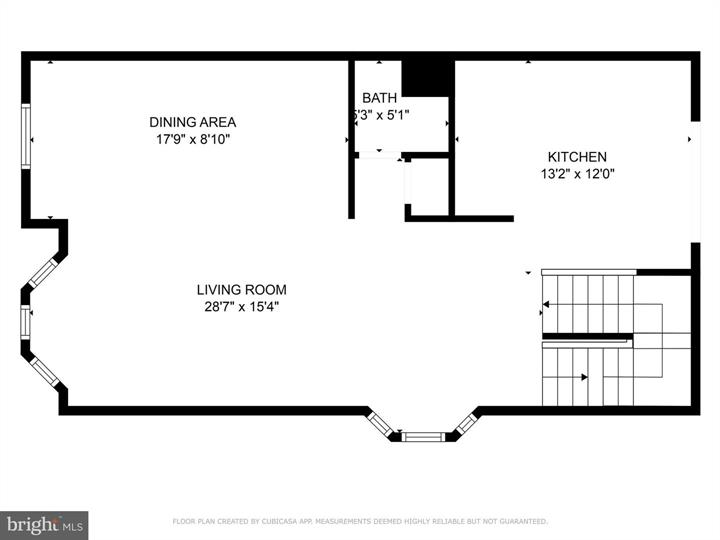 DINING AREA
17'9" x 8'10"
BATH
5'3" x 5'1"
KITCHEN
13'2" x 12'0"
LIVING ROOM
28'7" x 15'4"
FLOOR PLAN CREATED BY CUBICASA APP. MEASUREMENTS DEEMED HIGHLY RELIABLE BUT NOT GUARANTEED.
bright MLS